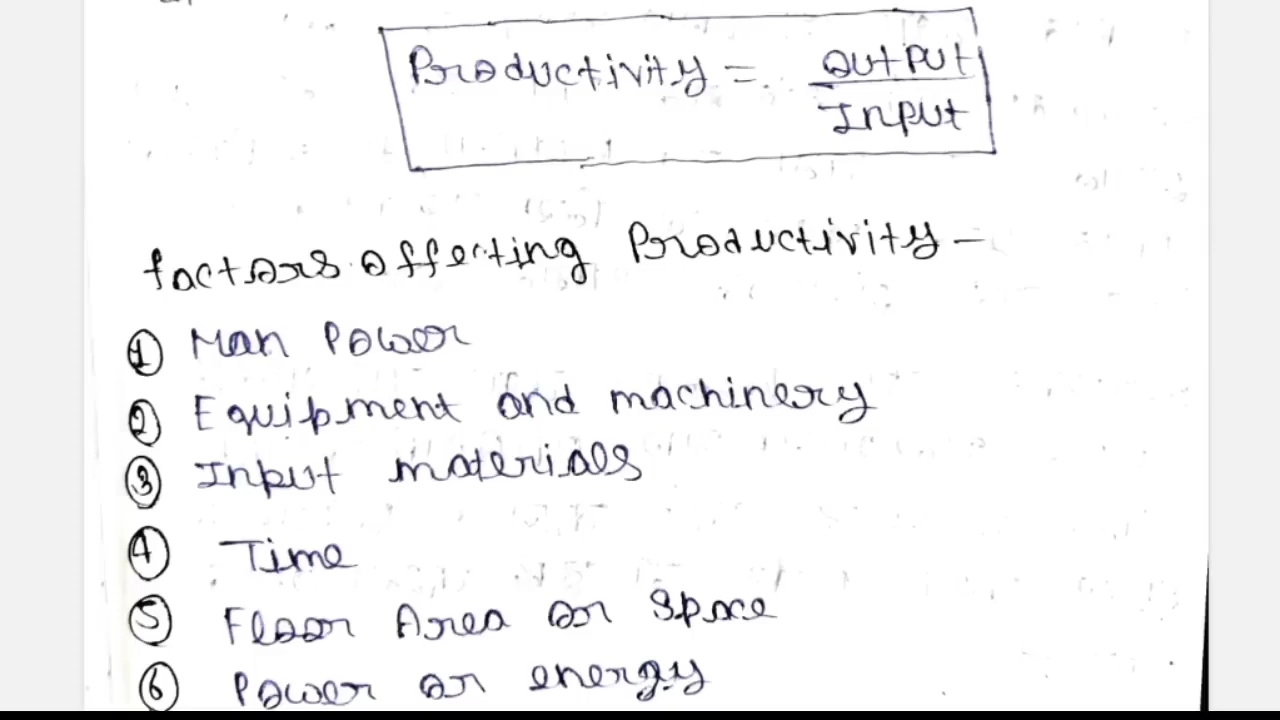 Productivity = Output
Input
factors offecting Productivity -
1 Man Power
2 Equipment and machinery
3 Input materials
4 Time
5 Floor Area or Space
6 Power or energy